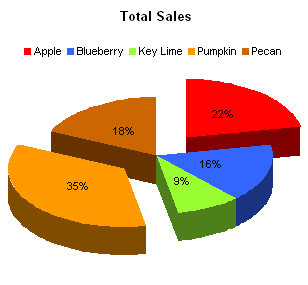 Total Sales
Apple Blueberry Key Lime Pumpkin Pecan
22%
18%
16%
9%
35%